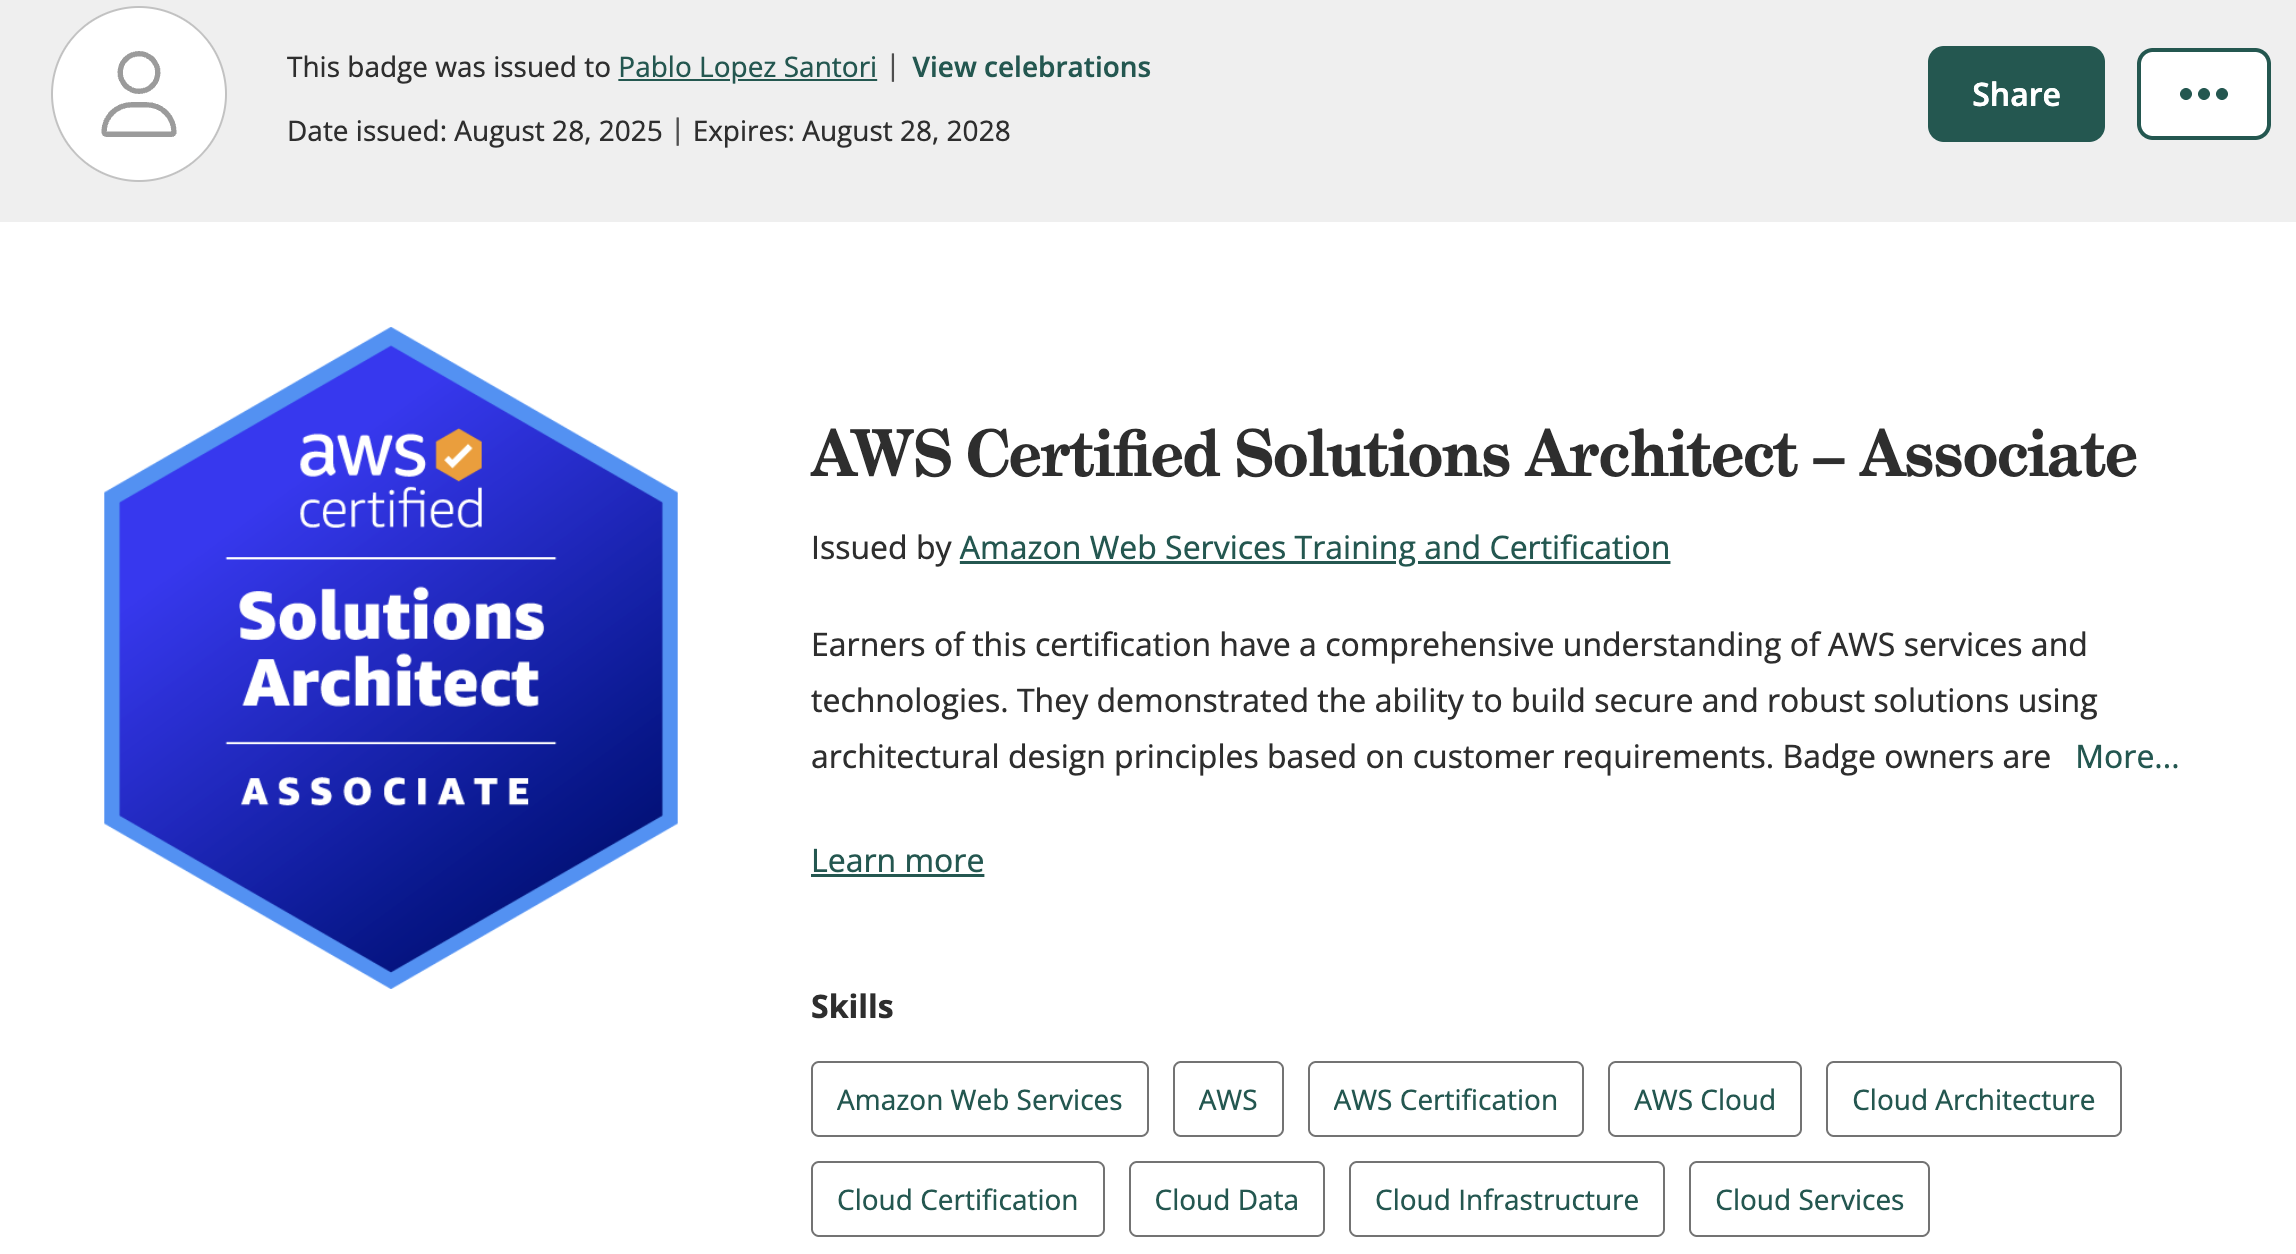 This badge was issued to Pablo Lopez Santori | View celebrations
Date issued: August 28, 2025 | Expires: August 28, 2028
Share
aws
certified
Solutions
Architect
ASSOCIATE
AWS Certified Solutions Architect – Associate
Issued by Amazon Web Services Training and Certification
Earners of this certification have a comprehensive understanding of AWS services and
technologies. They demonstrated the ability to build secure and robust solutions using
architectural design principles based on customer requirements. Badge owners are More...
Learn more
Skills
Amazon Web Services AWS AWS Certification AWS Cloud Cloud Architecture
Cloud Certification Cloud Data Cloud Infrastructure Cloud Services